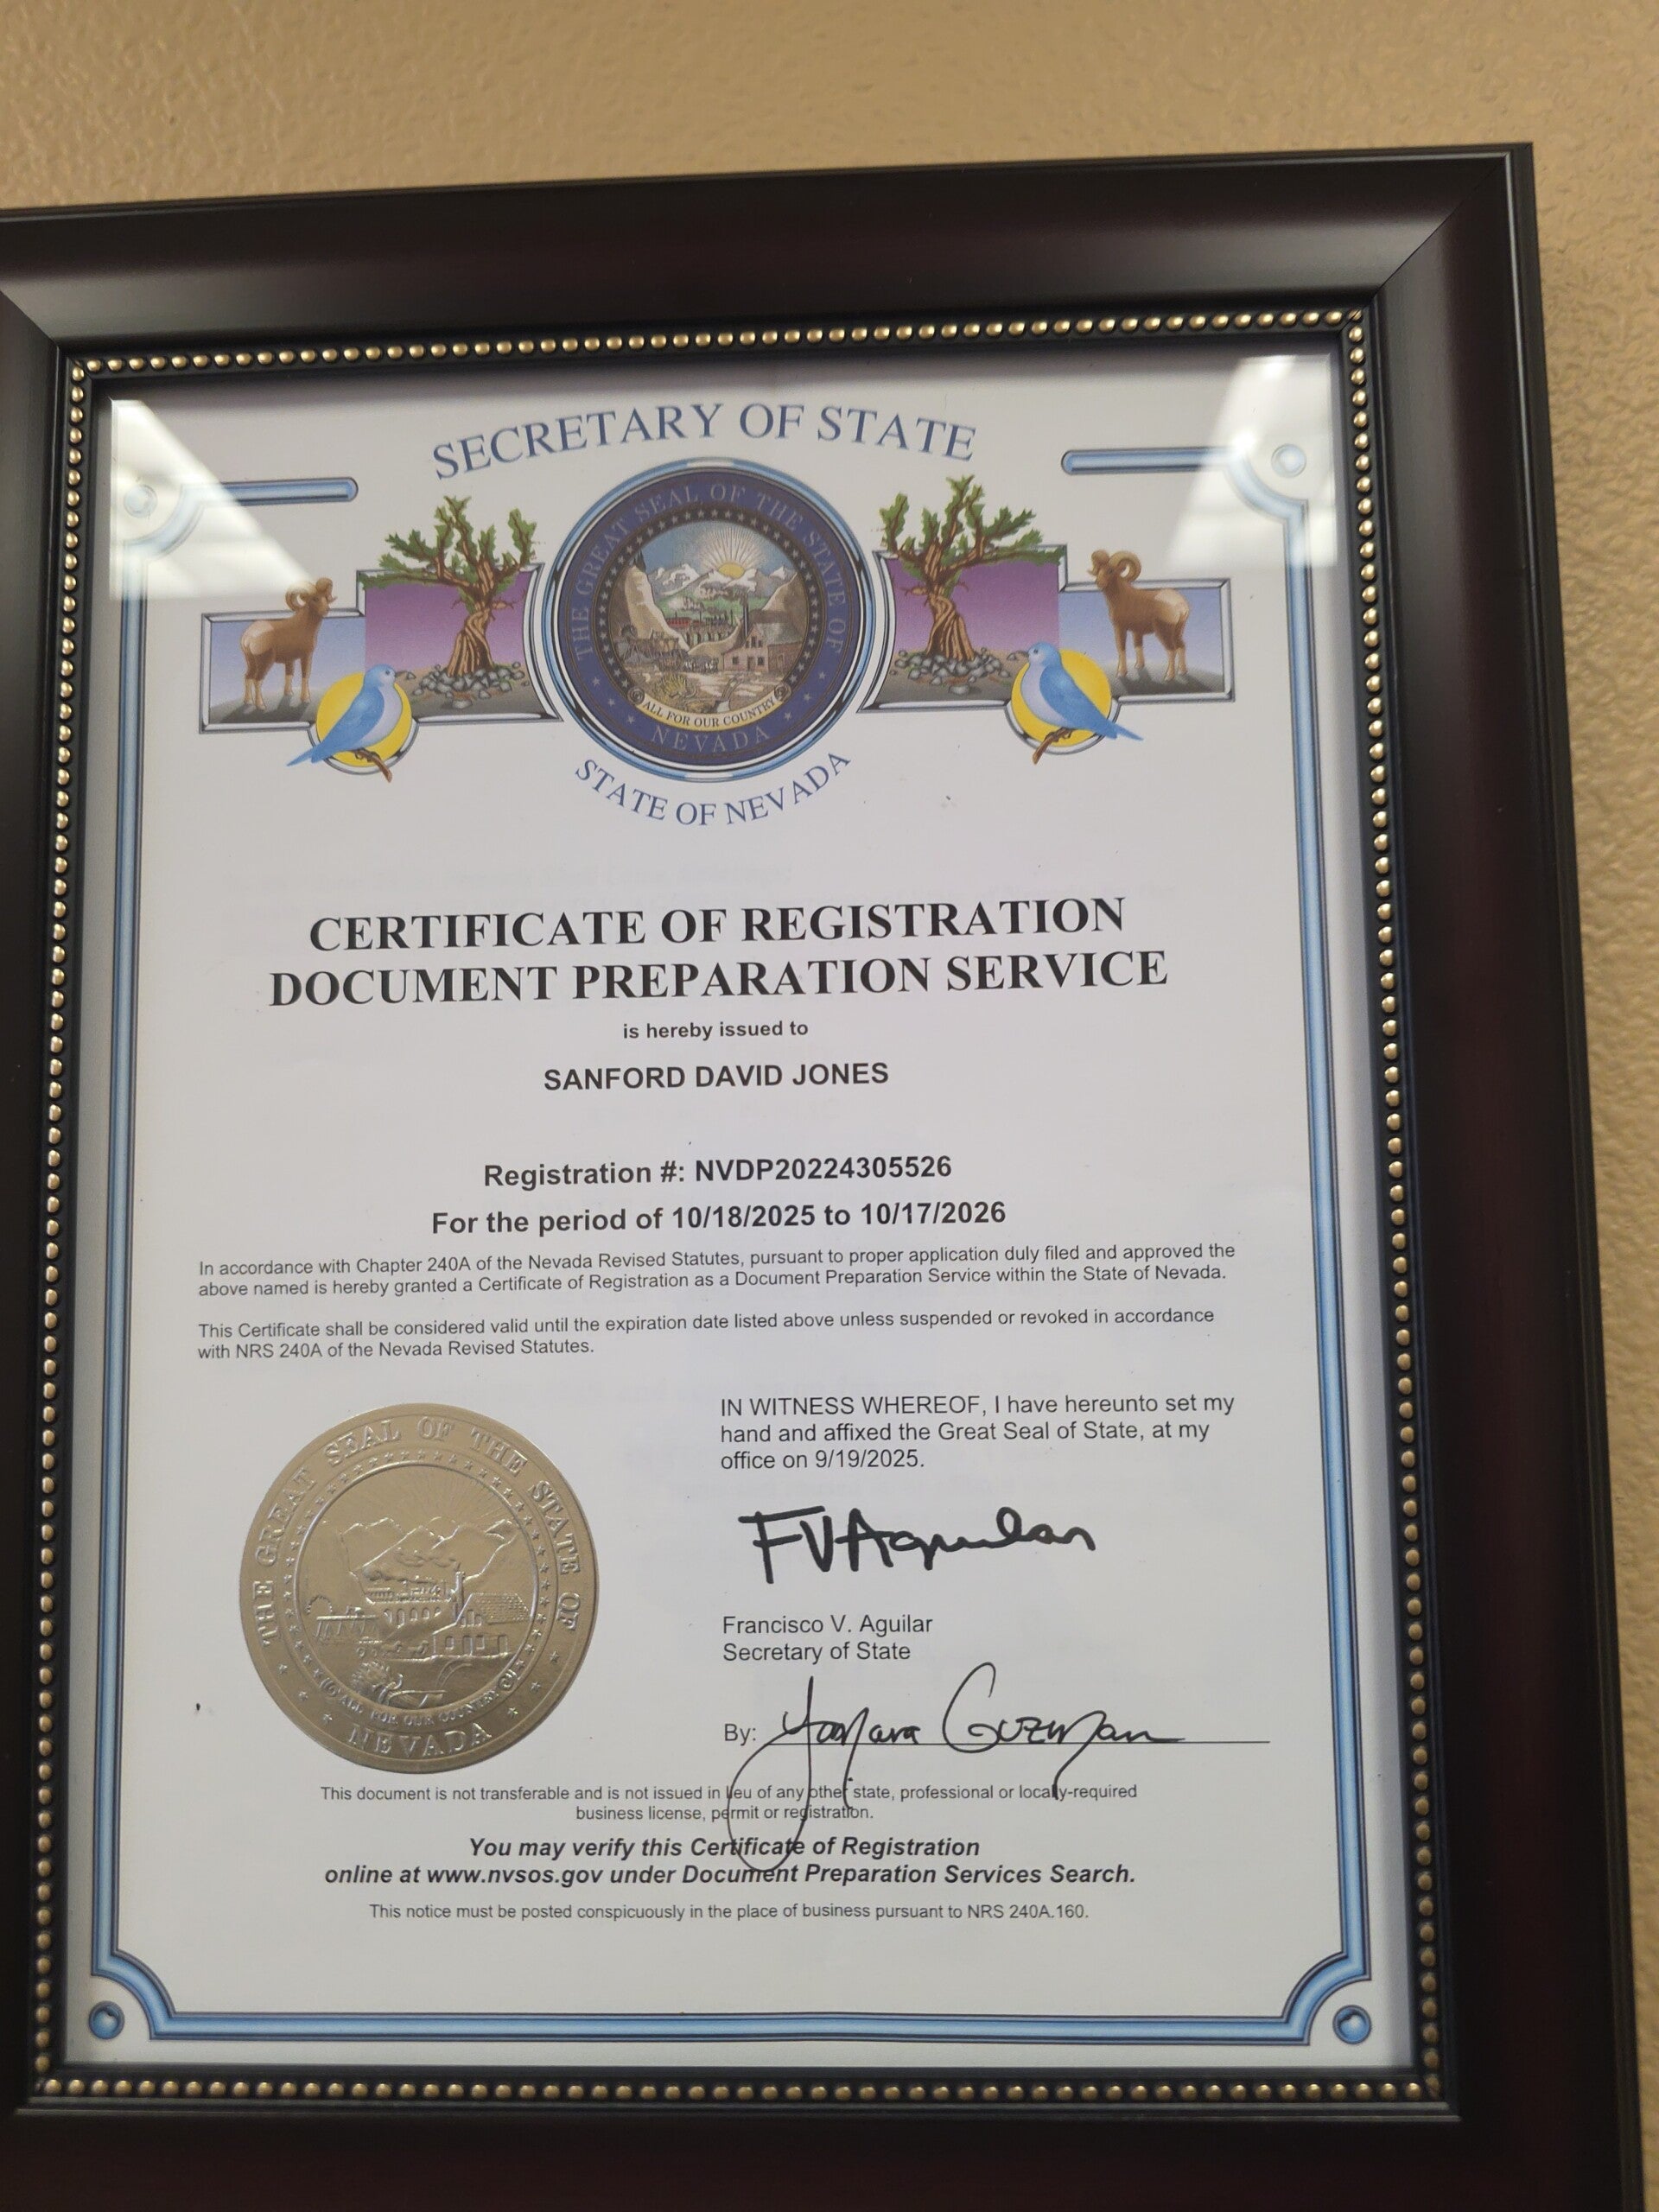 SECRETARY OF STATE
THE GREAT SEAL OF THE STATE OF
ALL FOR OUR COUNTRY
NEVADA
STATE OF NEVADA
CERTIFICATE OF REGISTRATION
DOCUMENT PREPARATION SERVICE
is hereby issued to
SANFORD DAVID JONES
Registration #: NVDP20224305526
For the period of 10/18/2025 to 10/17/2026
In accordance with Chapter 240A of the Nevada Revised Statutes, pursuant to proper application duly filed and approved the
above named is hereby granted a Certificate of Registration as a Document Preparation Service within the State of Nevada.
This Certificate shall be considered valid until the expiration date listed above unless suspended or revoked in accordance
with NRS 240A of the Nevada Revised Statutes.
IN WITNESS WHEREOF, I have hereunto set my
hand and affixed the Great Seal of State, at my
office on 9/19/2025.
THE GREAT SEAL OF THE STATE OF
ALL FOR OUR COUNTRY
NEVADA
FVAguilar
Francisco V. Aguilar
Secretary of State
By: Guzman
This document is not transferable and is not issued in lieu of any other state, professional or locally-required
business license, permit or registration.
You may verify this Certificate of Registration
online at www.nvsos.gov under Document Preparation Services Search.
This notice must be posted conspicuously in the place of business pursuant to NRS 240A.160.